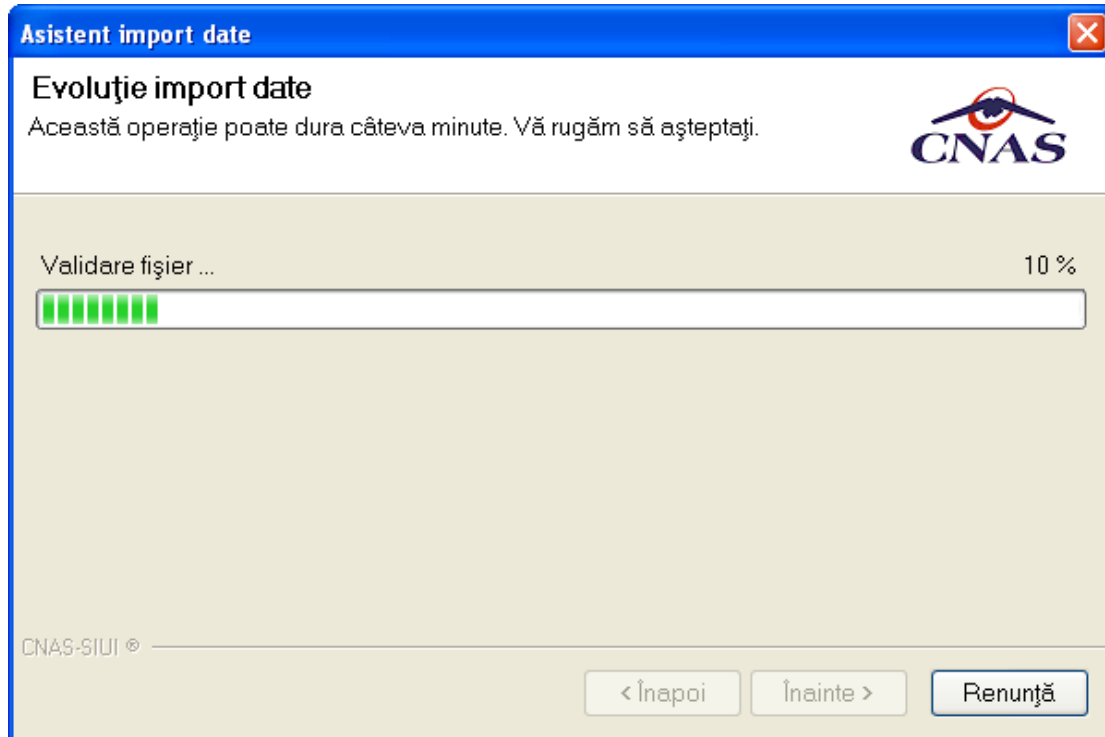 Asistent import date
Evoluţie import date
Această operaţie poate dura câteva minute. Vă rugăm să aşteptaţi.
CNAS
Validare fişier ...
10 %
CNAS-SIUI ®
< Înapoi
Înainte >
Renunţă